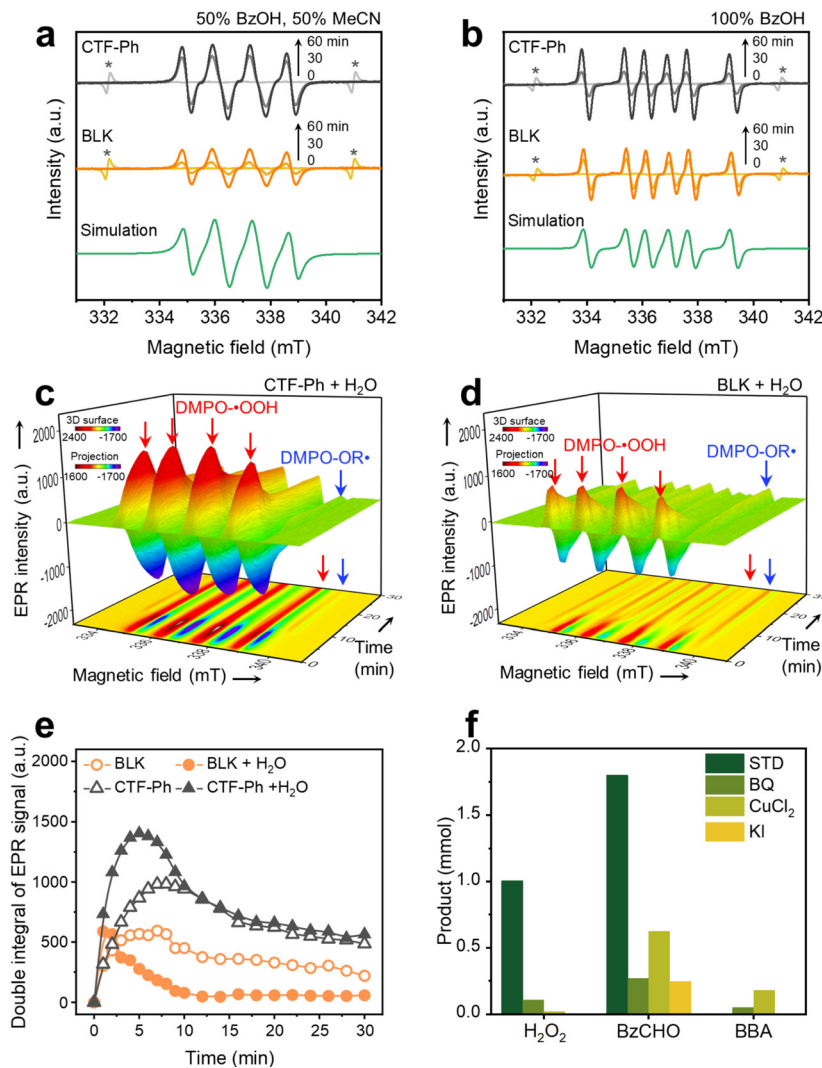 a
50% BzOH, 50% MeCN
CTF-Ph
60 min
30
0
*
*
BLK
60 min
30
0
*
*
Simulation
Intensity (a.u.)
332 334 336 338 340 342
Magnetic field (mT)
b
100% BzOH
CTF-Ph
60 min
30
0
*
*
BLK
60 min
30
0
*
*
Simulation
Intensity (a.u.)
332 334 336 338 340 342
Magnetic field (mT)
c
CTF-Ph + H₂O
3D surface
2400 -1700
Projection
1600 -1700
DMPO-•OOH
DMPO-OR•
EPR intensity (a.u.)
2000
1000
0
-1000
-2000
334
338
340
Magnetic field (mT)
0
10
20
30
Time
(min)
d
BLK + H₂O
3D surface
2400 -1700
Projection
1600 -1700
DMPO-•OOH
DMPO-OR•
EPR intensity (a.u.)
2000
1000
0
-1000
-2000
334
338
340
Magnetic field (mT)
0
10
20
Time
(min)
e
BLK
BLK + H₂O
CTF-Ph
CTF-Ph +H₂O
Double integral of EPR signal (a.u.)
2000
1500
1000
500
0
0 5 10 15 20 25 30
Time (min)
f
STD
BQ
CuCl₂
KI
Product (mmol)
2.0
1.5
1.0
0.5
0.0
H₂O₂ BzCHO BBA